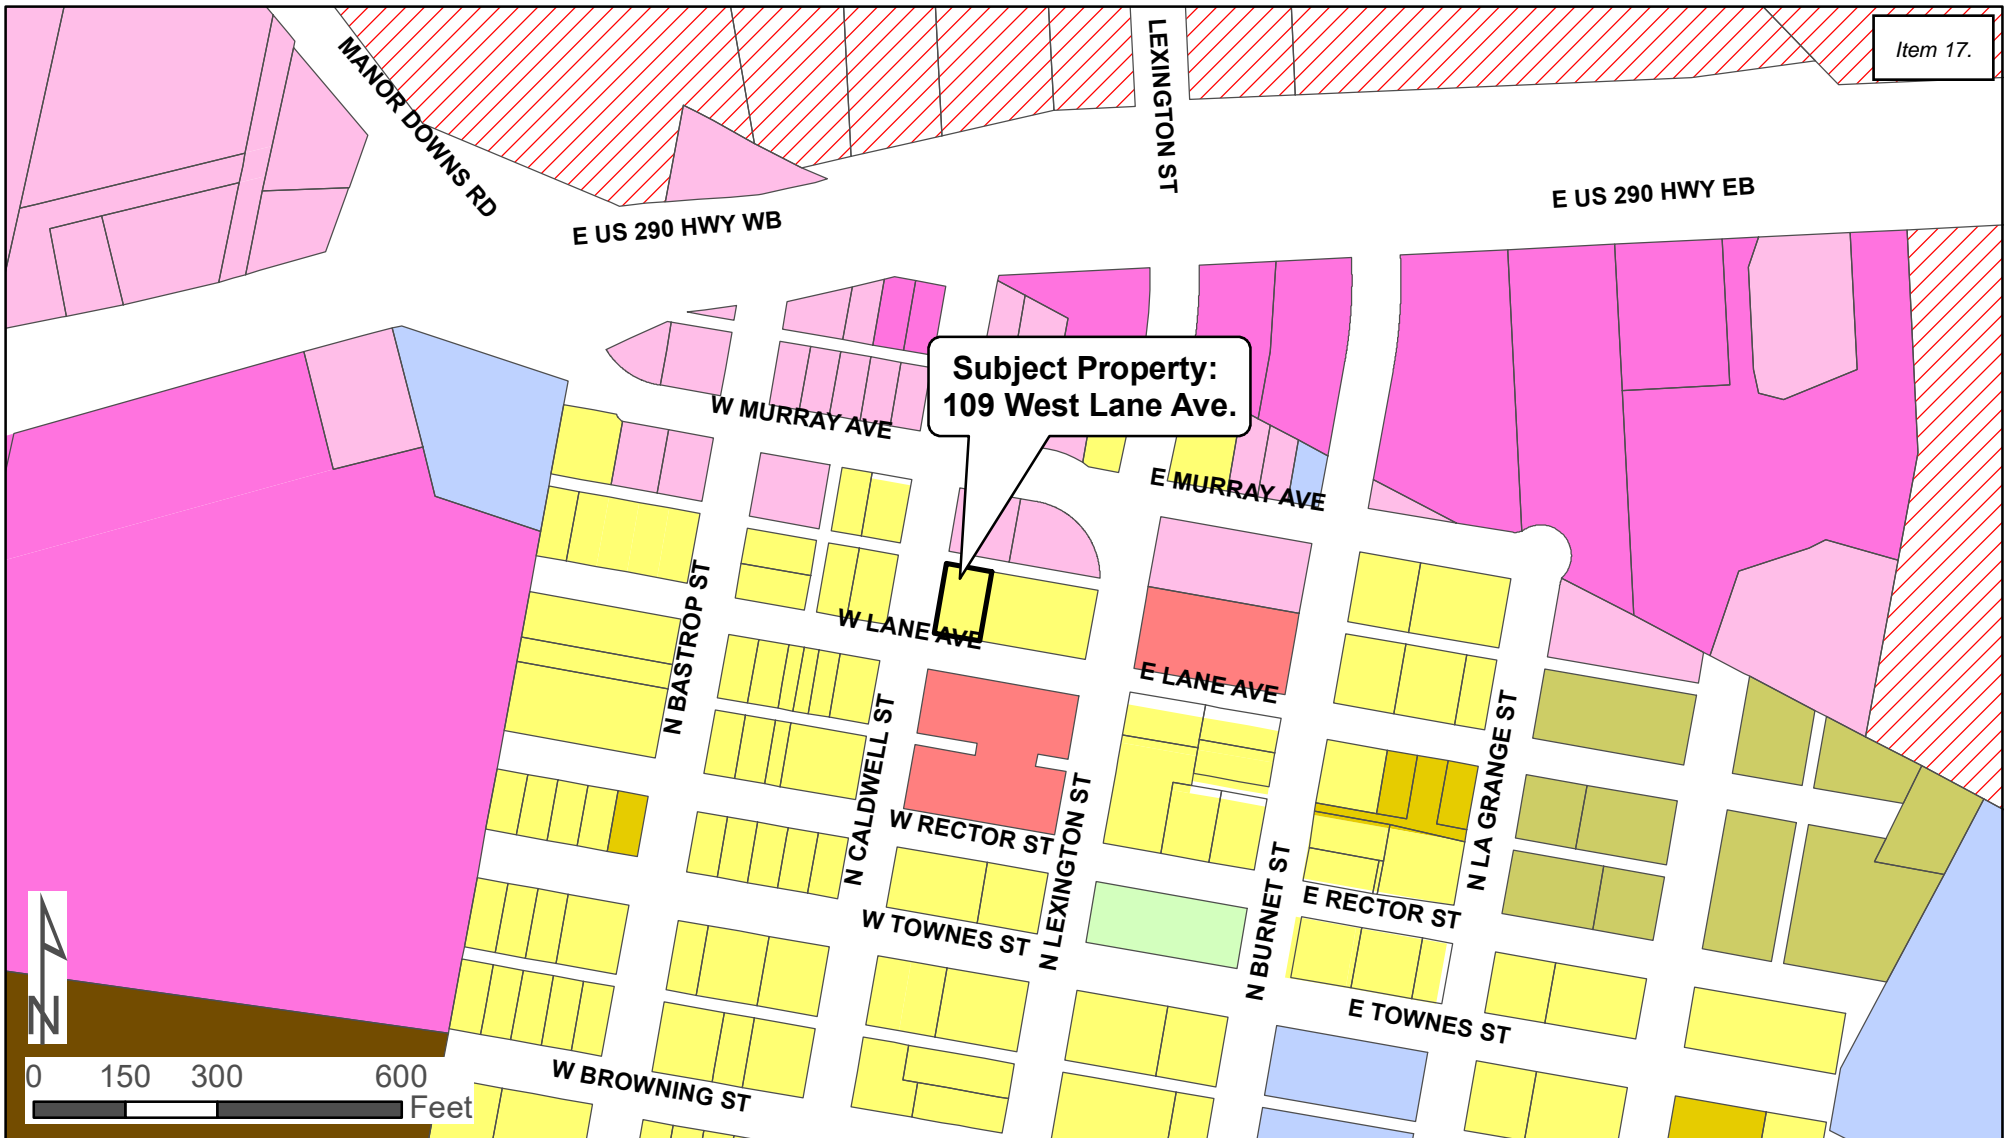 Item 17.
MANOR DOWNS RD
LEXINGTON ST
E US 290 HWY WB
E US 290 HWY EB
Subject Property:
109 West Lane Ave.
W MURRAY AVE
E MURRAY AVE
N BASTROP ST
W LANE AVE
E LANE AVE
N CALDWELL ST
N LA GRANGE ST
W RECTOR ST
N LEXINGTON ST
N BURNET ST
E RECTOR ST
W TOWNES ST
E TOWNES ST
W BROWNING ST
N
0 150 300 600
Feet